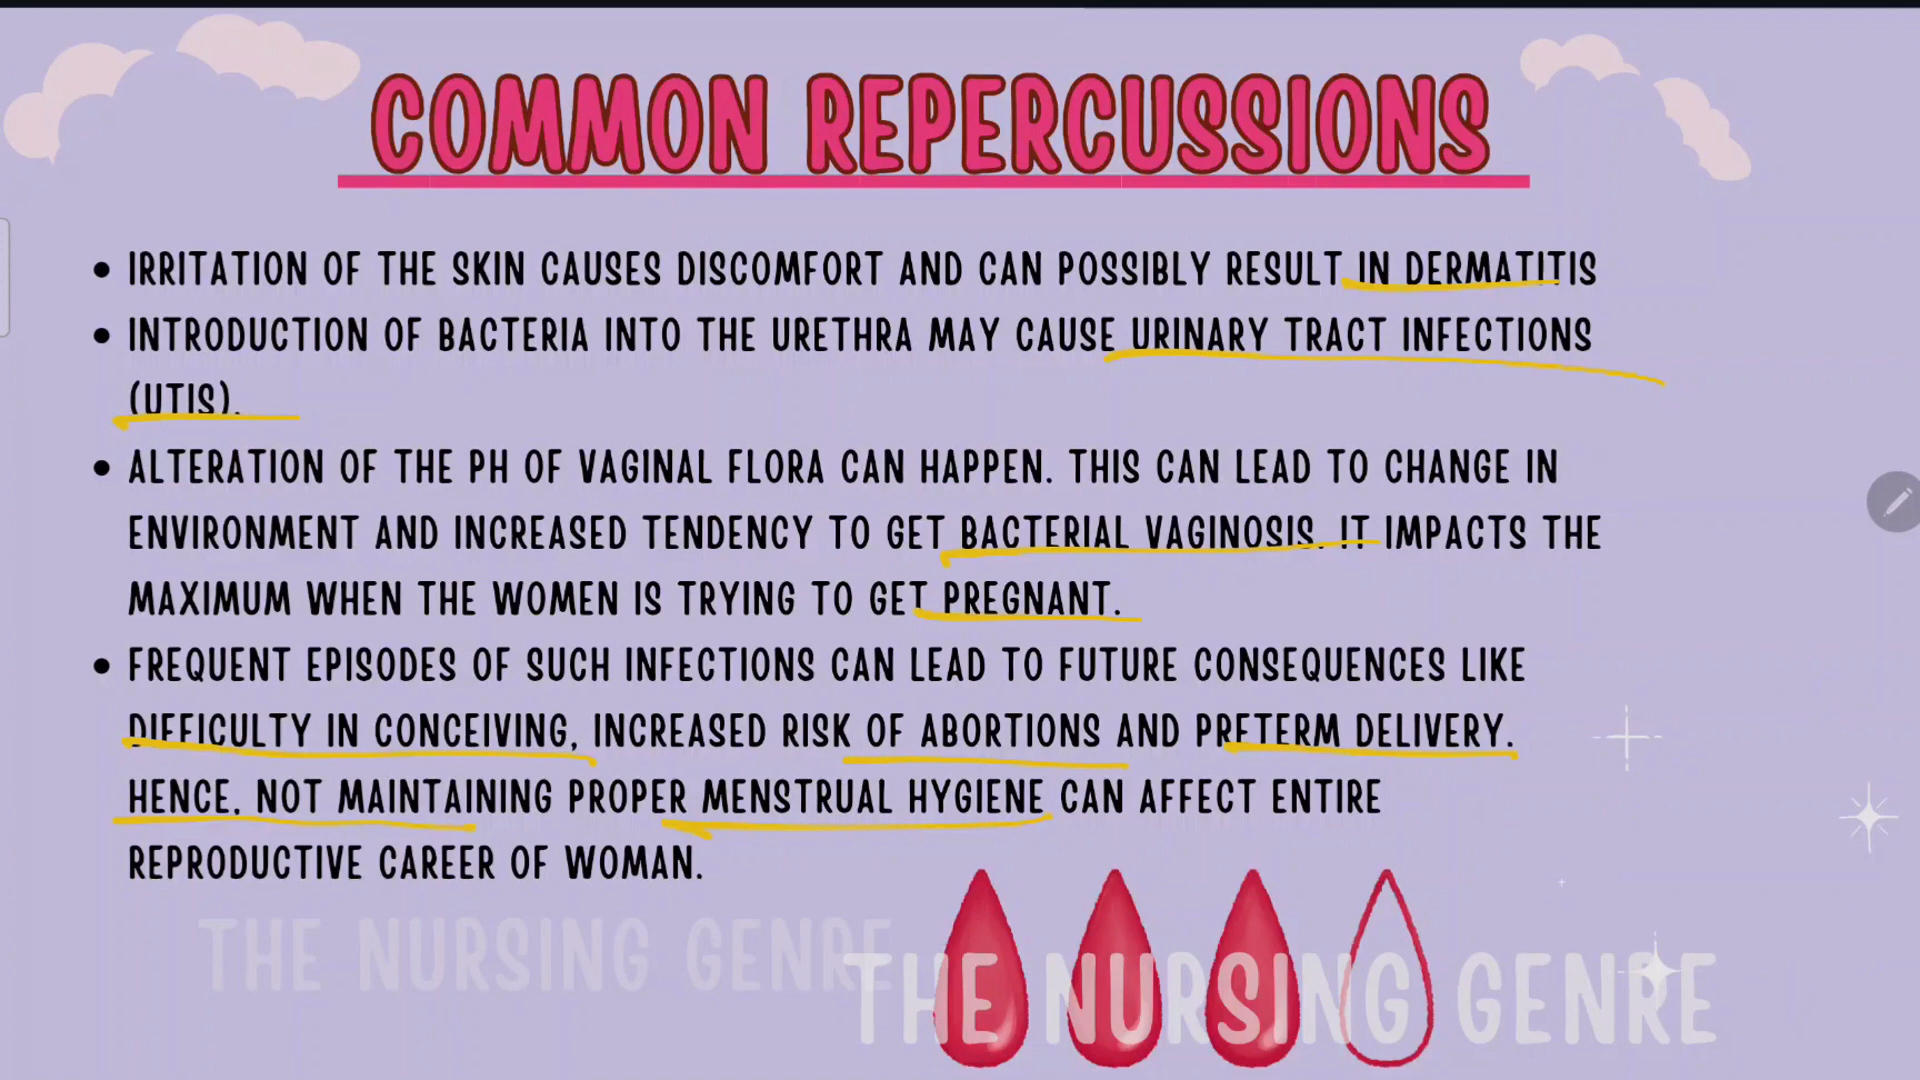 COMMON REPERCUSSIONS
• IRRITATION OF THE SKIN CAUSES DISCOMFORT AND CAN POSSIBLY RESULT IN DERMATITIS
• INTRODUCTION OF BACTERIA INTO THE URETHRA MAY CAUSE URINARY TRACT INFECTIONS
(UTIS).
• ALTERATION OF THE PH OF VAGINAL FLORA CAN HAPPEN. THIS CAN LEAD TO CHANGE IN
ENVIRONMENT AND INCREASED TENDENCY TO GET BACTERIAL VAGINOSIS. IT IMPACTS THE
MAXIMUM WHEN THE WOMEN IS TRYING TO GET PREGNANT.
• FREQUENT EPISODES OF SUCH INFECTIONS CAN LEAD TO FUTURE CONSEQUENCES LIKE
DIFFICULTY IN CONCEIVING, INCREASED RISK OF ABORTIONS AND PRETERM DELIVERY.
HENCE, NOT MAINTAINING PROPER MENSTRUAL HYGIENE CAN AFFECT ENTIRE
REPRODUCTIVE CAREER OF WOMAN.
THE NURSING GENRE
THE NURSING GENRE